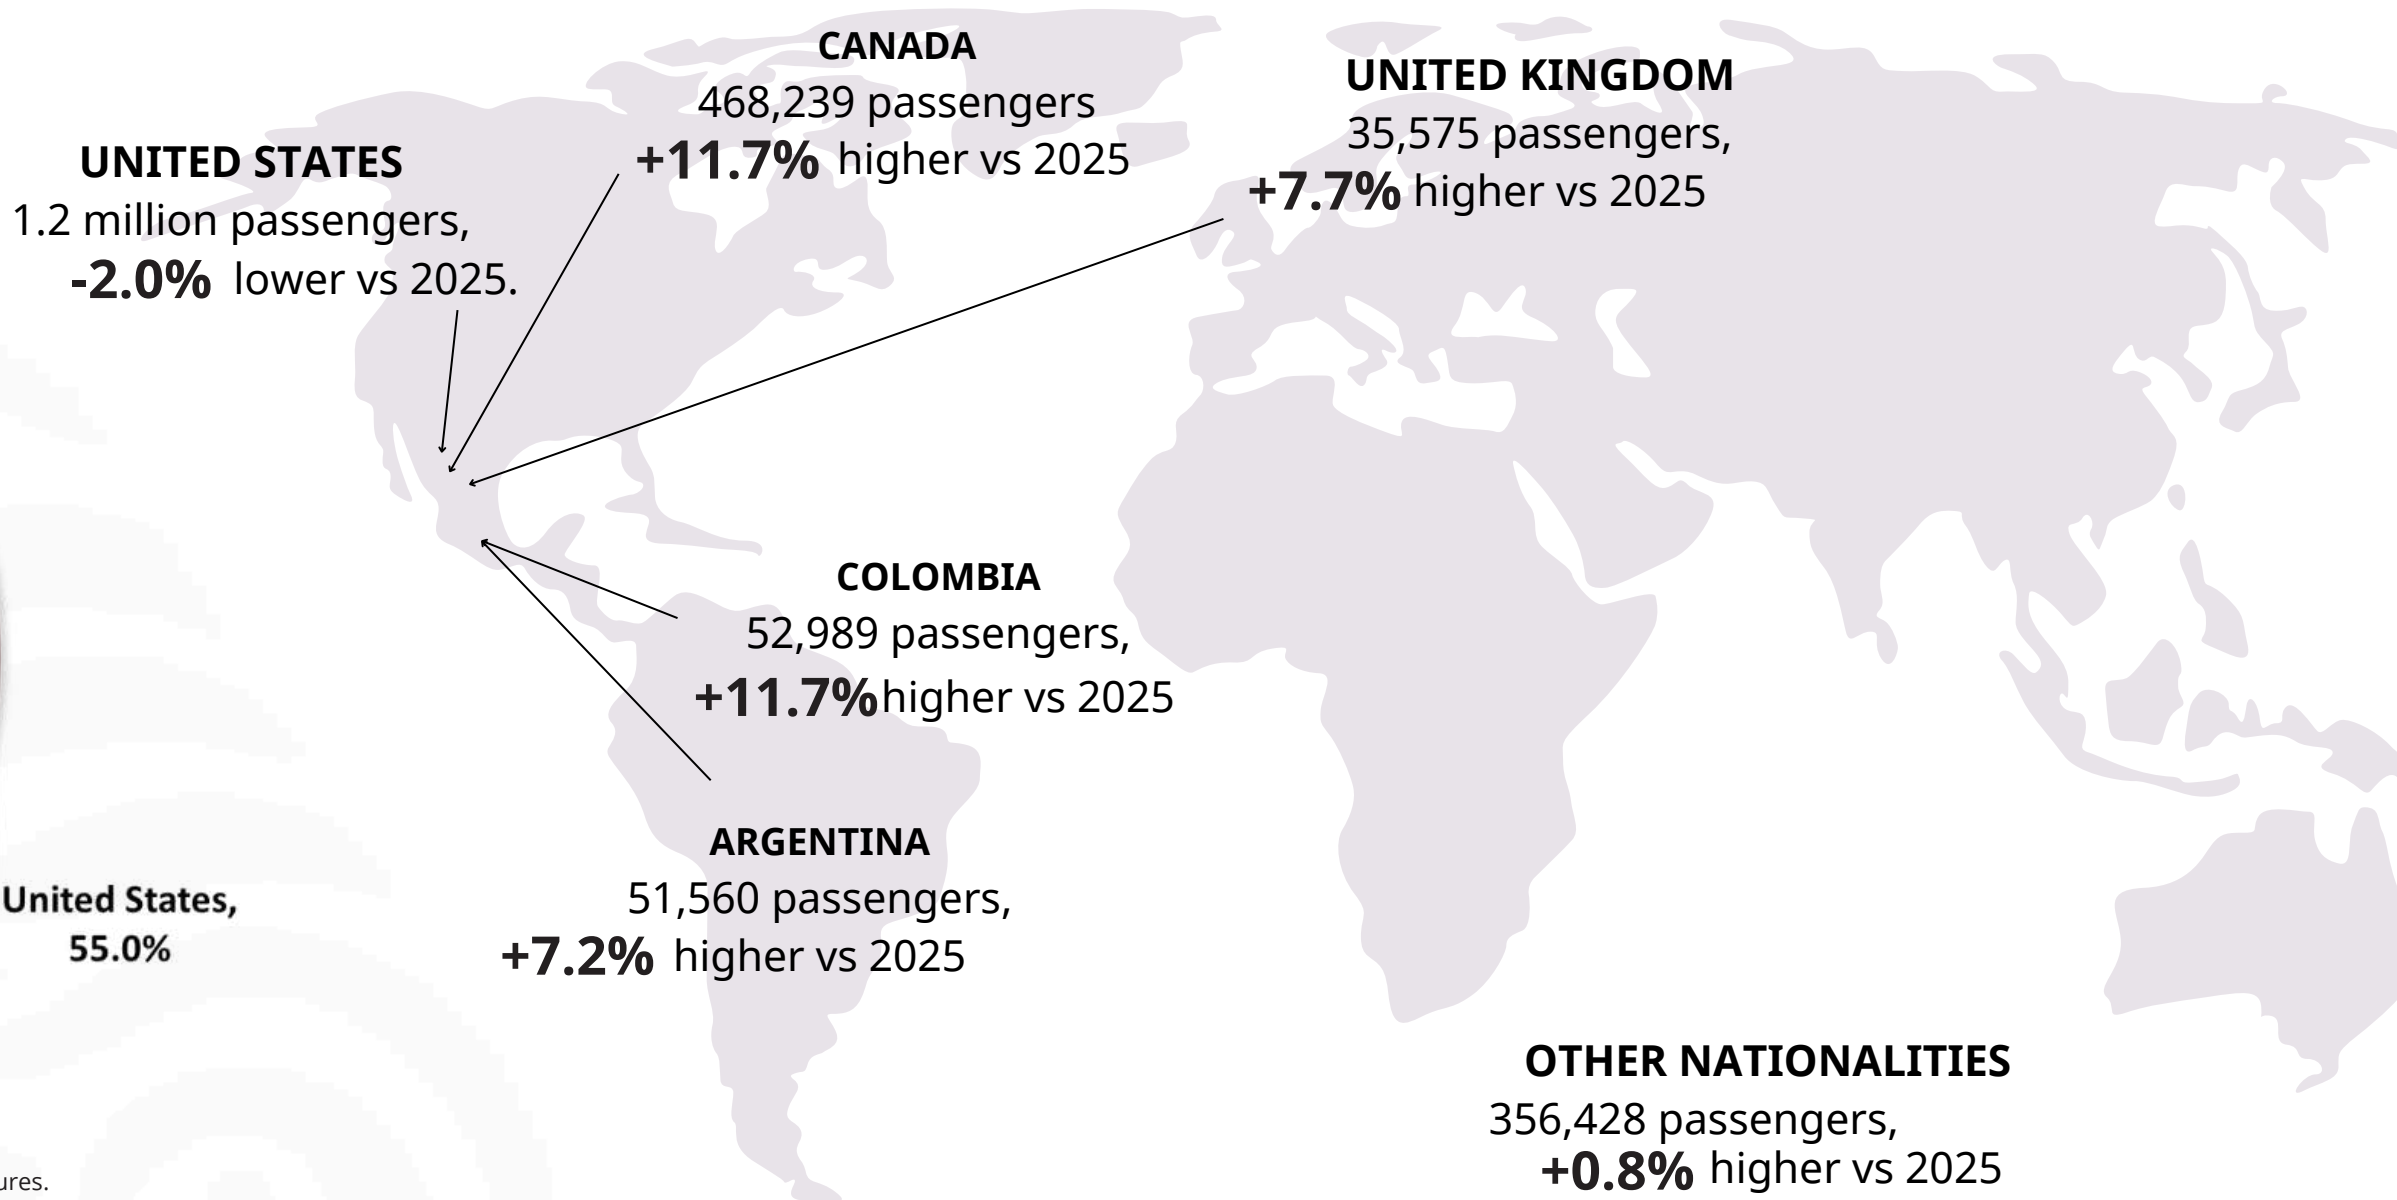 CANADA
468,239 passengers
+11.7% higher vs 2025
UNITED KINGDOM
35,575 passengers,
+7.7% higher vs 2025
UNITED STATES
1.2 million passengers,
-2.0% lower vs 2025.
COLOMBIA
52,989 passengers,
+11.7% higher vs 2025
ARGENTINA
51,560 passengers,
+7.2% higher vs 2025
United States,
55.0%
OTHER NATIONALITIES
356,428 passengers,
+0.8% higher vs 2025
ures.